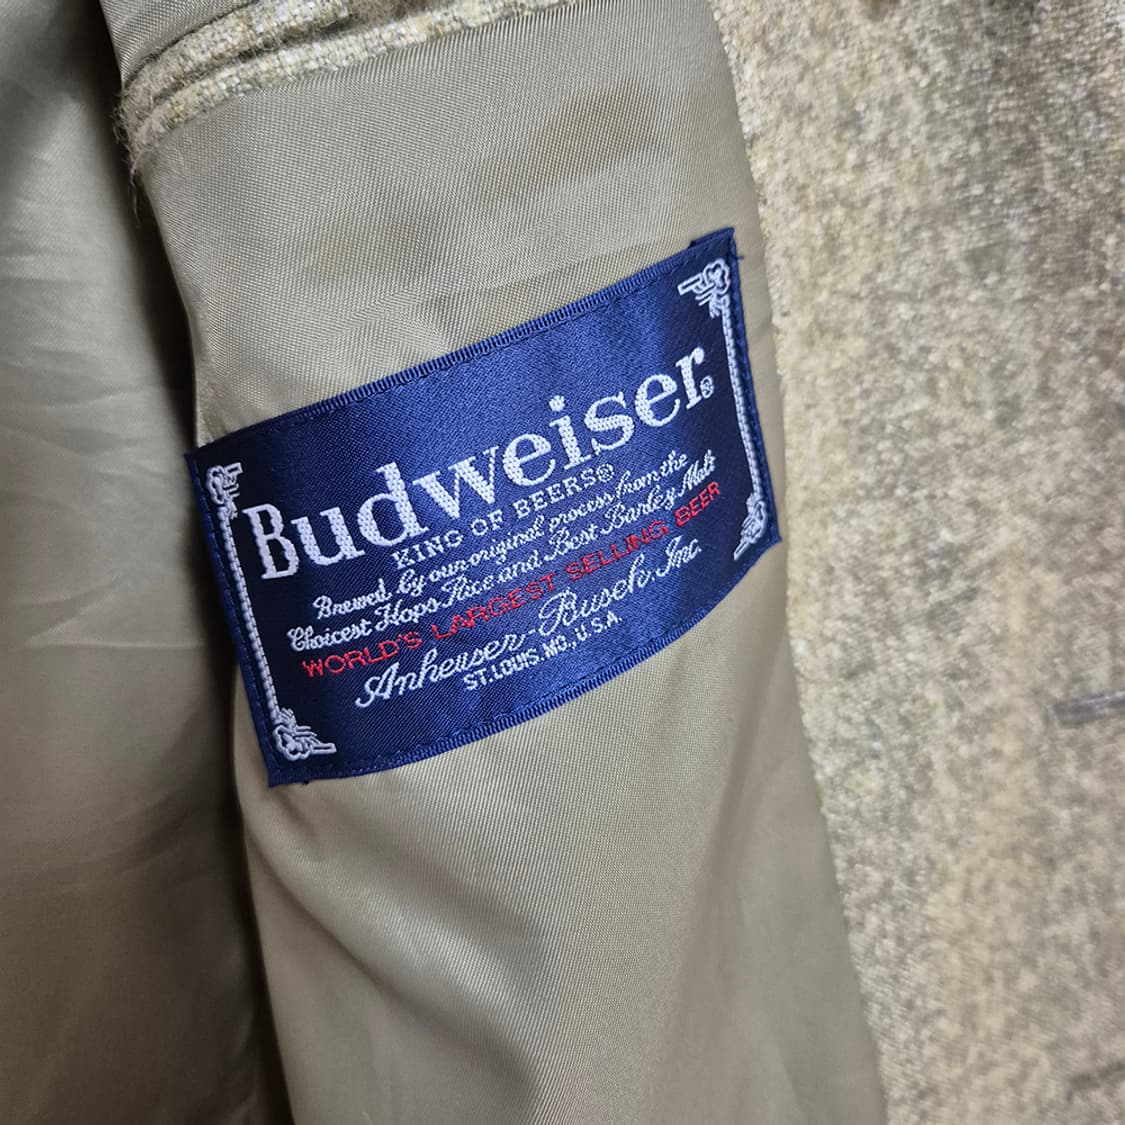 Budweiser®
KING OF BEERS®
Brewed by our original process from the
Choicest Hops, Rice and Best Barley Malt
WORLD'S LARGEST SELLING BEER
Anheuser-Busch, Inc.
ST. LOUIS, MO., U.S.A.